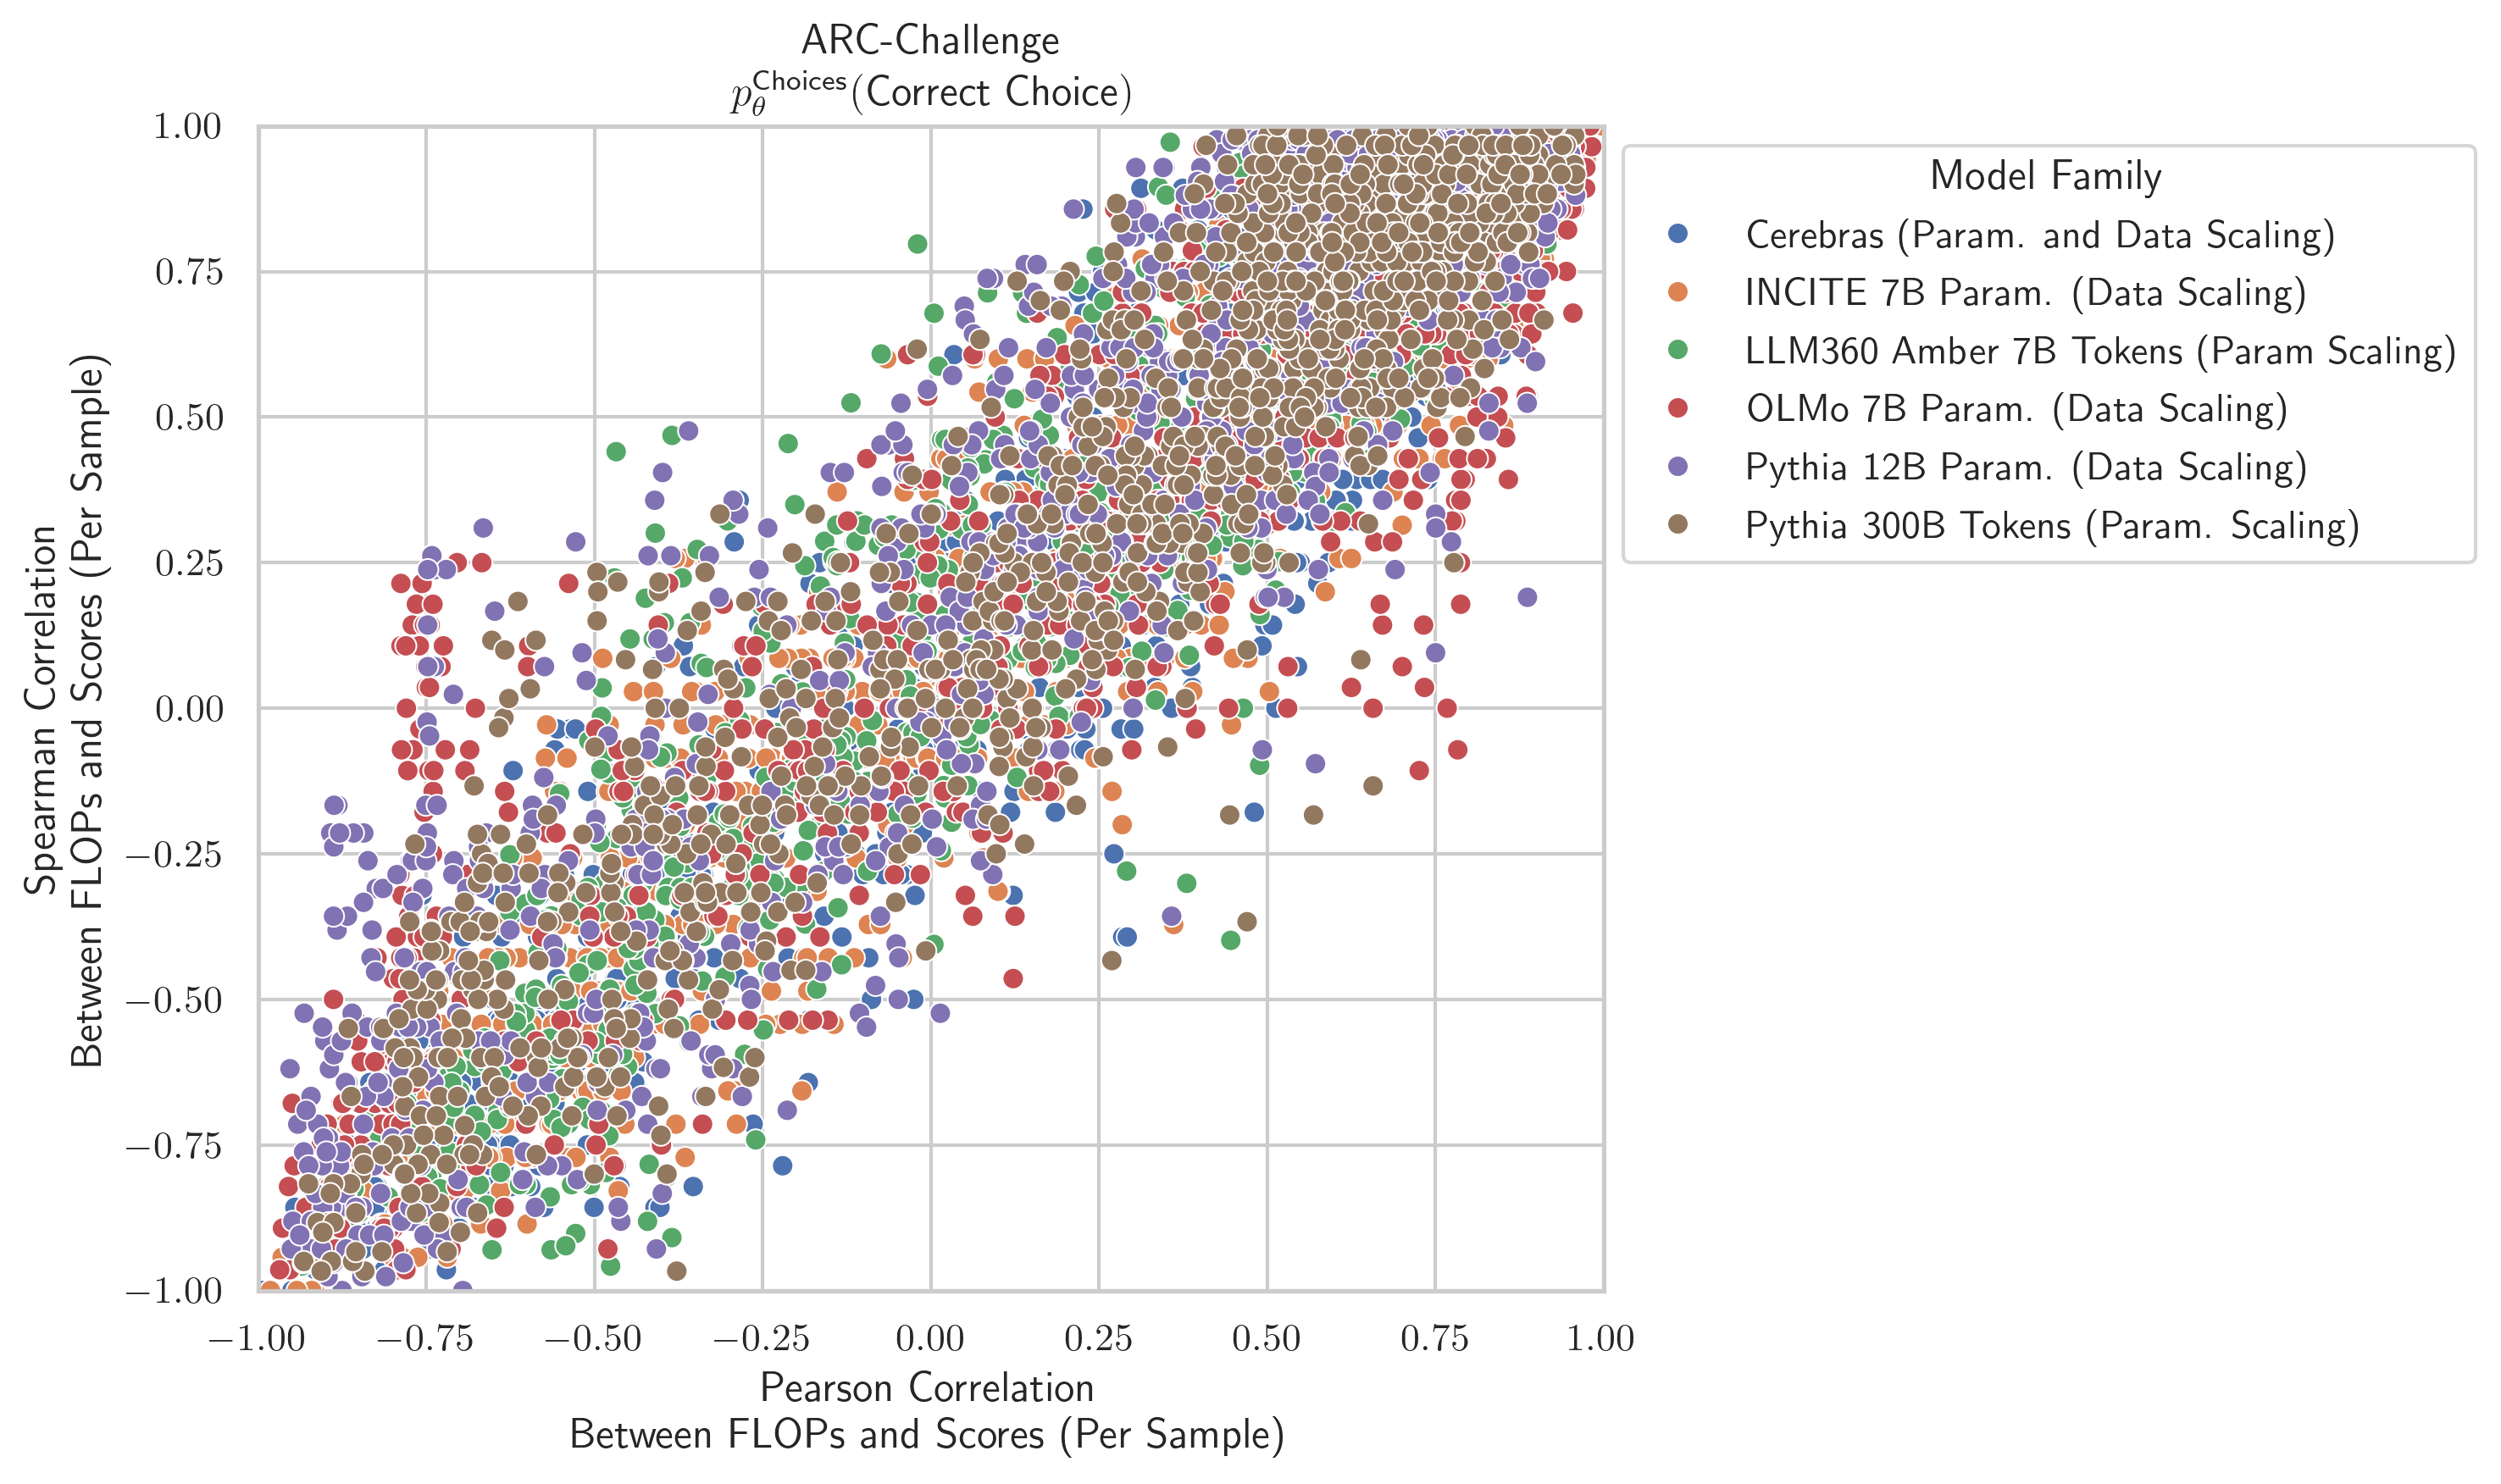 ARC-Challenge
p_θ^Choices(Correct Choice)
1.00
0.75
0.50
0.25
0.00
−0.25
−0.50
−0.75
−1.00
Spearman Correlation
Between FLOPs and Scores (Per Sample)
−1.00 −0.75 −0.50 −0.25 0.00 0.25 0.50 0.75 1.00
Pearson Correlation
Between FLOPs and Scores (Per Sample)
Model Family
Cerebras (Param. and Data Scaling)
INCITE 7B Param. (Data Scaling)
LLM360 Amber 7B Tokens (Param Scaling)
OLMo 7B Param. (Data Scaling)
Pythia 12B Param. (Data Scaling)
Pythia 300B Tokens (Param. Scaling)